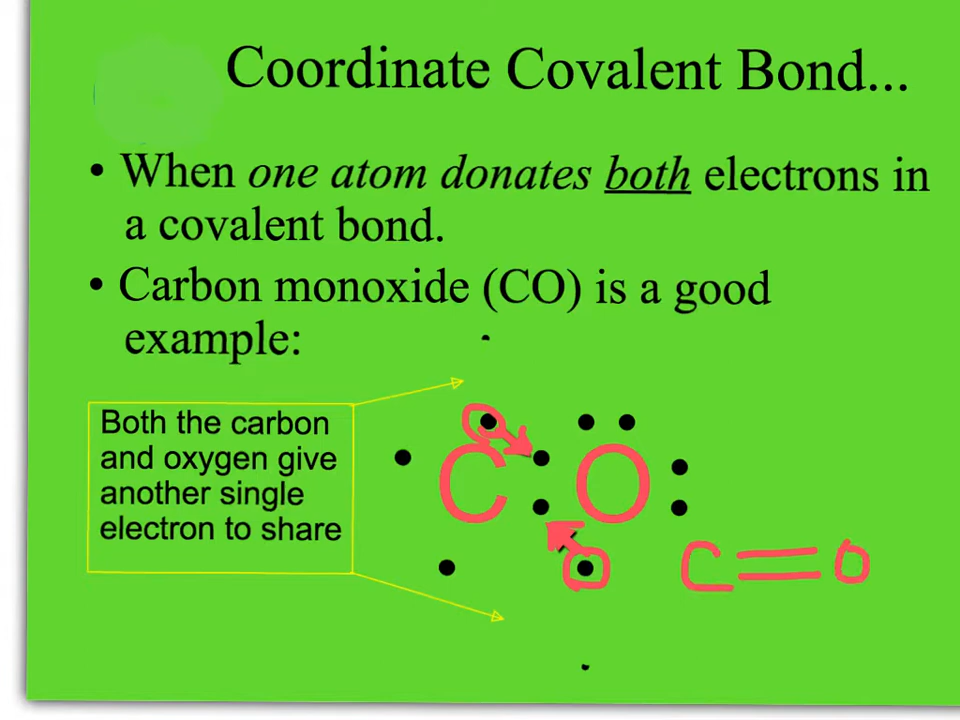 Coordinate Covalent Bond...
• When one atom donates both electrons in
a covalent bond.
• Carbon monoxide (CO) is a good
example:
Both the carbon
and oxygen give
another single
electron to share
C O
C=O